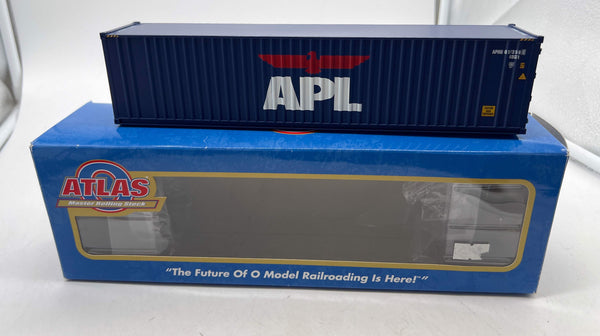 APL
ATLAS
O
Master Rolling Stock
"The Future Of O Model Railroading Is Here!"